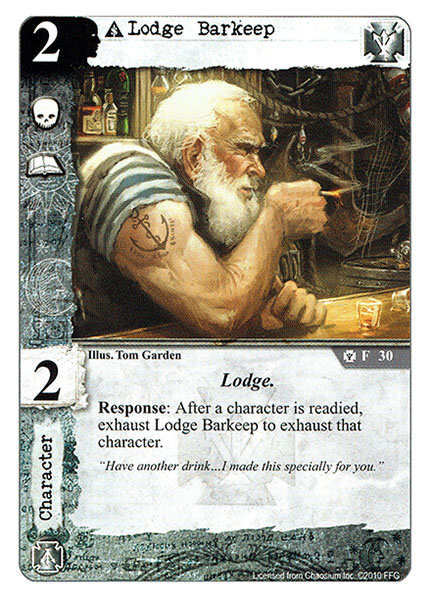 2
Lodge Barkeep
Illus. Tom Garden
F 30
2
Lodge.
Response: After a character is readied,
exhaust Lodge Barkeep to exhaust that
character.
“Have another drink...I made this specially for you.”
Character
Licensed from Chaosium Inc. ©2010 FFG